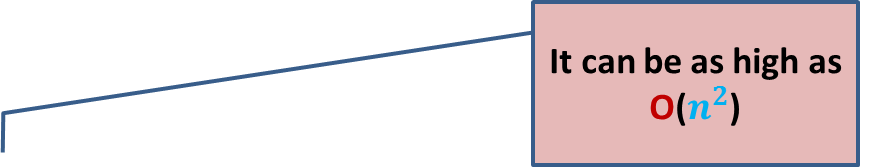 It can be as high as
O(n²)